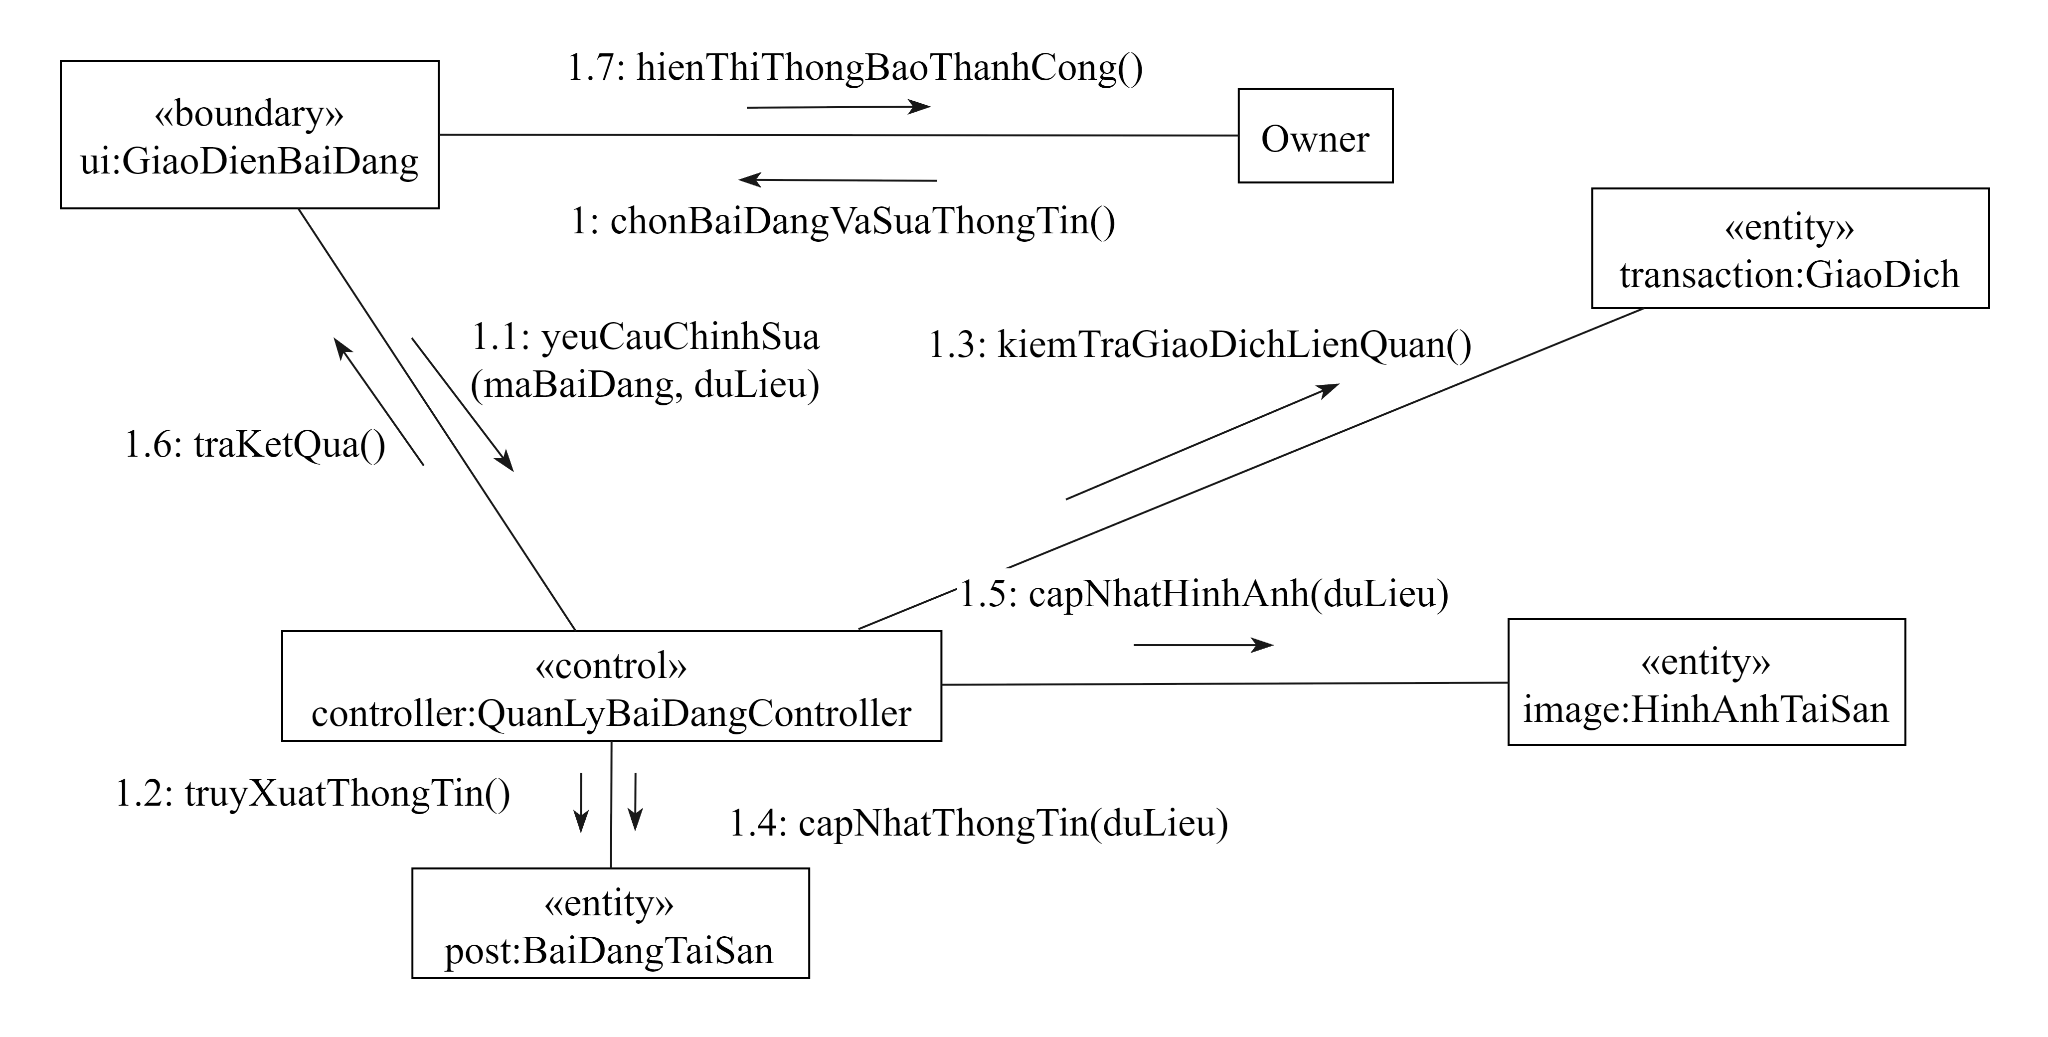 1.7: hienThiThongBaoThanhCong()
«boundary»
ui:GiaoDienBaiDang
Owner
1: chonBaiDangVaSuaThongTin()
«entity»
transaction:GiaoDich
1.1: yeuCauChinhSua
(maBaiDang, duLieu)
1.3: kiemTraGiaoDichLienQuan()
1.6: traKetQua()
1.5: capNhatHinhAnh(duLieu)
«control»
controller:QuanLyBaiDangController
«entity»
image:HinhAnhTaiSan
1.2: truyXuatThongTin()
1.4: capNhatThongTin(duLieu)
«entity»
post:BaiDangTaiSan